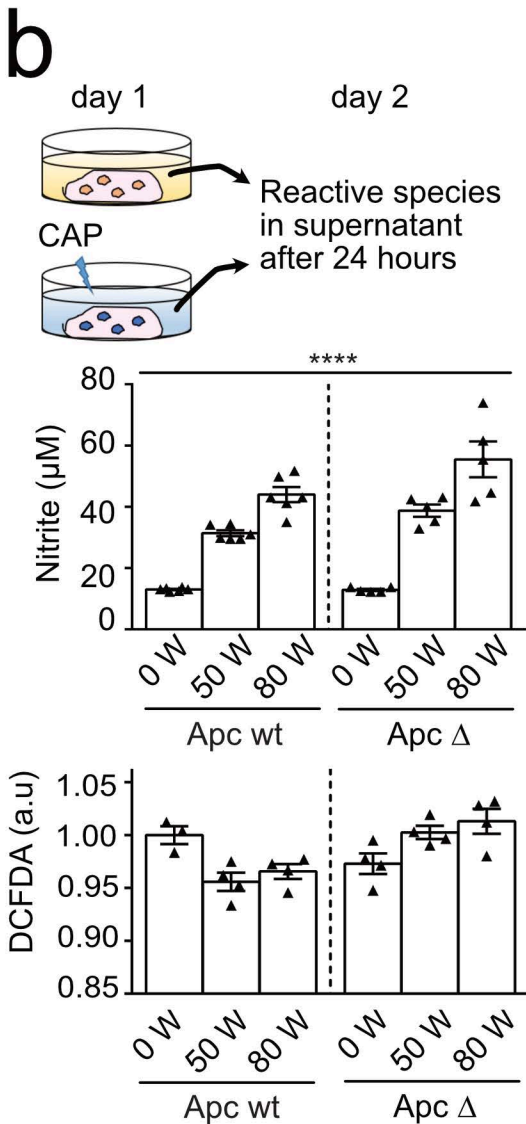 b
day 1
day 2
Reactive species
in supernatant
after 24 hours
CAP
****
Nitrite (µM)
80
60
40
20
0
0 W
50 W
80 W
0 W
50 W
80 W
Apc wt
Apc Δ
DCFDA (a.u)
1.05
1.00
0.95
0.90
0.85
0 W
50 W
80 W
0 W
50 W
80 W
Apc wt
Apc Δ